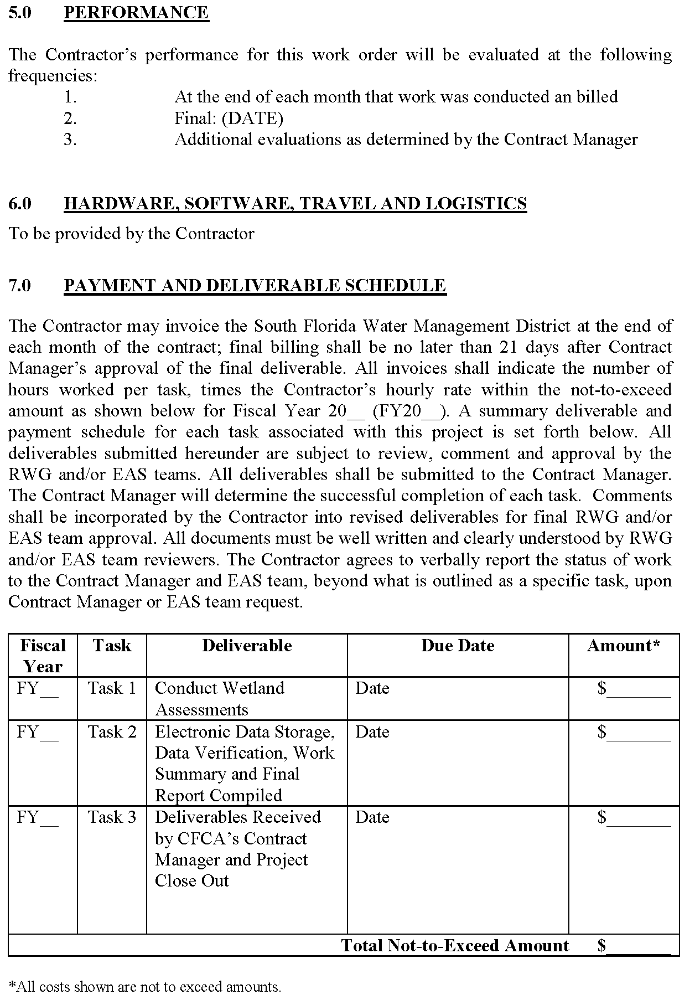 5.0 PERFORMANCE
The Contractor’s performance for this work order will be evaluated at the following
frequencies:
1. At the end of each month that work was conducted an billed
2. Final: (DATE)
3. Additional evaluations as determined by the Contract Manager
6.0 HARDWARE, SOFTWARE, TRAVEL AND LOGISTICS
To be provided by the Contractor
7.0 PAYMENT AND DELIVERABLE SCHEDULE
The Contractor may invoice the South Florida Water Management District at the end of
each month of the contract; final billing shall be no later than 21 days after Contract
Manager’s approval of the final deliverable. All invoices shall indicate the number of
hours worked per task, times the Contractor’s hourly rate within the not-to-exceed
amount as shown below for Fiscal Year 20__ (FY20__). A summary deliverable and
payment schedule for each task associated with this project is set forth below. All
deliverables submitted hereunder are subject to review, comment and approval by the
RWG and/or EAS teams. All deliverables shall be submitted to the Contract Manager.
The Contract Manager will determine the successful completion of each task. Comments
shall be incorporated by the Contractor into revised deliverables for final RWG and/or
EAS team approval. All documents must be well written and clearly understood by RWG
and/or EAS team reviewers. The Contractor agrees to verbally report the status of work
to the Contract Manager and EAS team, beyond what is outlined as a specific task, upon
Contract Manager or EAS team request.
Fiscal Task Deliverable Due Date Amount*
Year
FY__ Task 1 Conduct Wetland Date $_______
Assessments
FY__ Task 2 Electronic Data Storage, Date $_______
Data Verification, Work
Summary and Final
Report Compiled
FY__ Task 3 Deliverables Received Date $_______
by CFCA’s Contract
Manager and Project
Close Out
Total Not-to-Exceed Amount $_______
*All costs shown are not to exceed amounts.